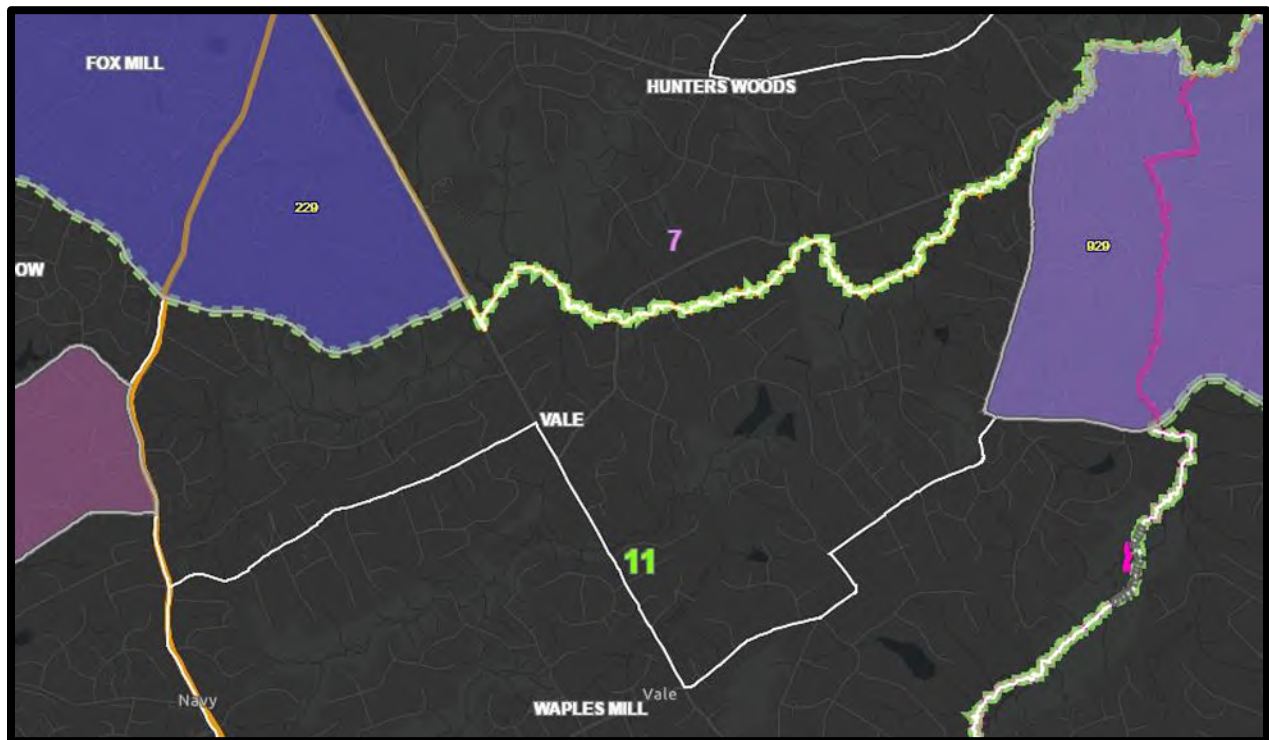 FOX MILL
HUNTERS WOODS
229
7
929
OW
VALE
11
Navy
Vale
WAPLES MILL